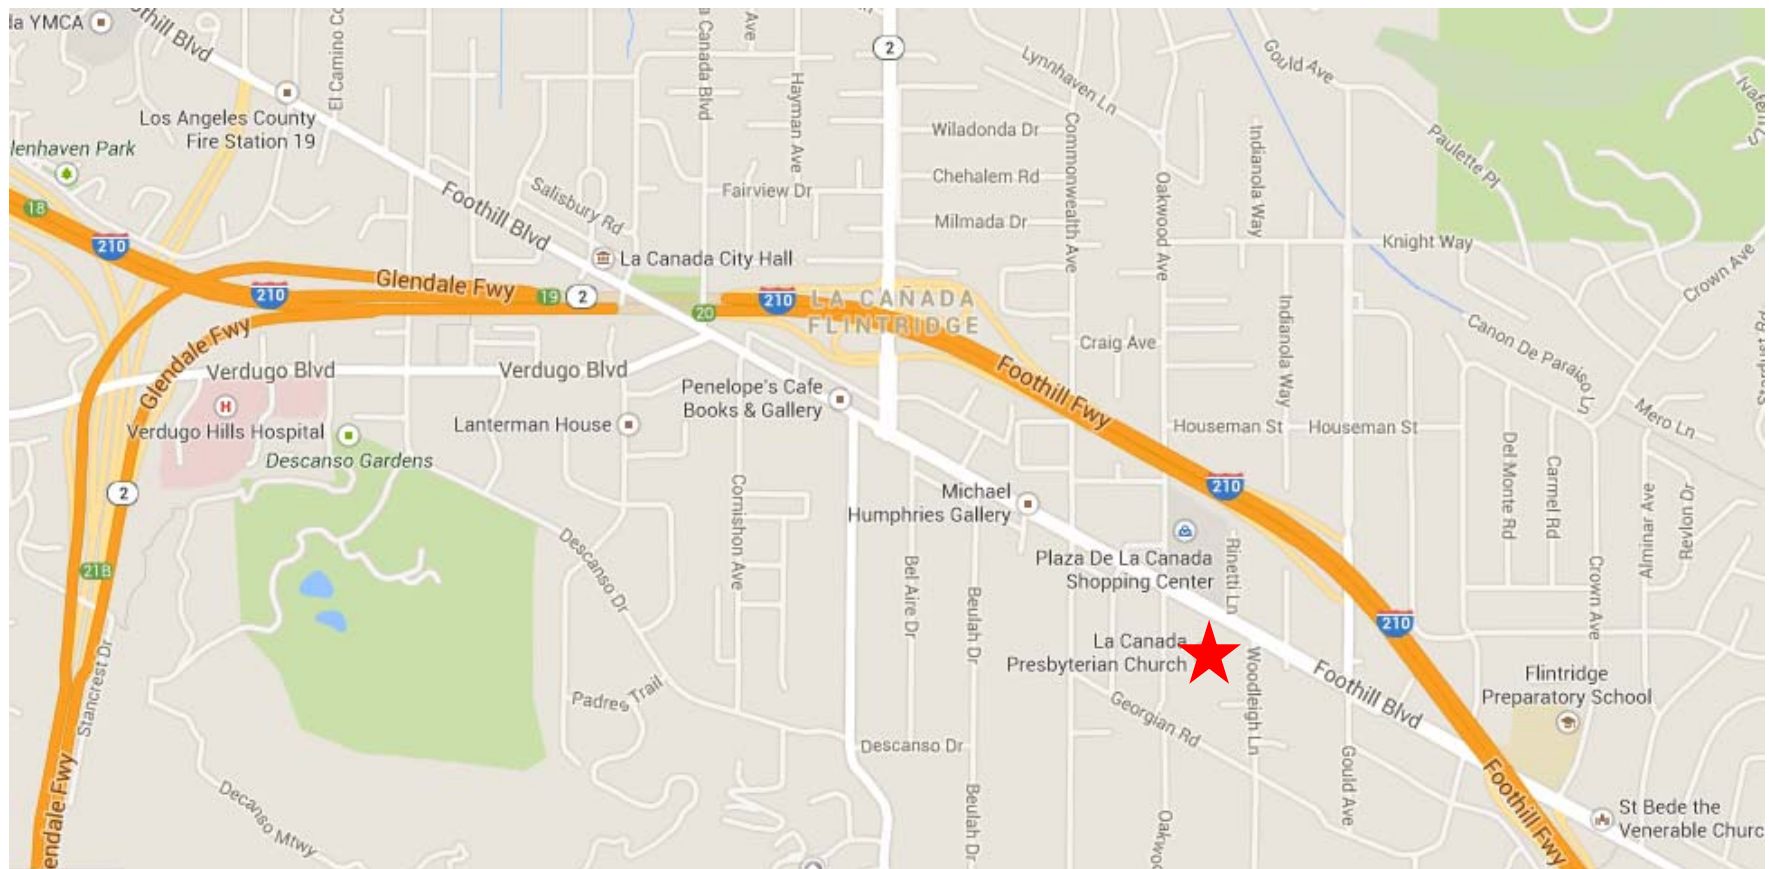 da YMCA
Foothill Blvd
El Camino Co
a Canada Blvd
Ave
Hayman Ave
2
Lynnhaven Ln
Gould Ave
Ivafern Ls
Los Angeles County
Fire Station 19
lenhaven Park
Wiladonda Dr
Chehalem Rd
Milmada Dr
Commonwealth Ave
Indianola Way
Paulette Pl
Oakwood Ave
Fairview Dr
Salisbury Rd
Foothill Blvd
18
210
La Canada City Hall
Knight Way
Crown Ave
210
Glendale Fwy
19
2
20
210
LA CAÑADA
FLINTRIDGE
Indianola Way
Canon De Paraiso Ln
Glendale Fwy
Craig Ave
Verdugo Blvd
Verdugo Blvd
Foothill Fwy
Penelope's Cafe
Books & Gallery
Mero Ln
H
Verdugo Hills Hospital
Lanterman House
Houseman St
Houseman St
Descanso Gardens
Del Monte Rd
Carmel Rd
2
Cornishon Ave
Michael
Humphries Gallery
210
Alminar Ave
Revlon Dr
Plaza De La Canada
Shopping Center
Rinetti Ln
Descanso Dr
21B
Bel Aire Dr
Beulah Dr
Crown Ave
210
La Canada
Presbyterian Church
Woodleigh Ln
Foothill Blvd
Flintridge
Preparatory School
Stancrest Dr
Padres Trail
Georgian Rd
Descanso Dr
Gould Ave
Foothill Fwy
endale Fwy
Decanso Mtwy
Beulah Dr
Oakwoo
St Bede the
Venerable Churc